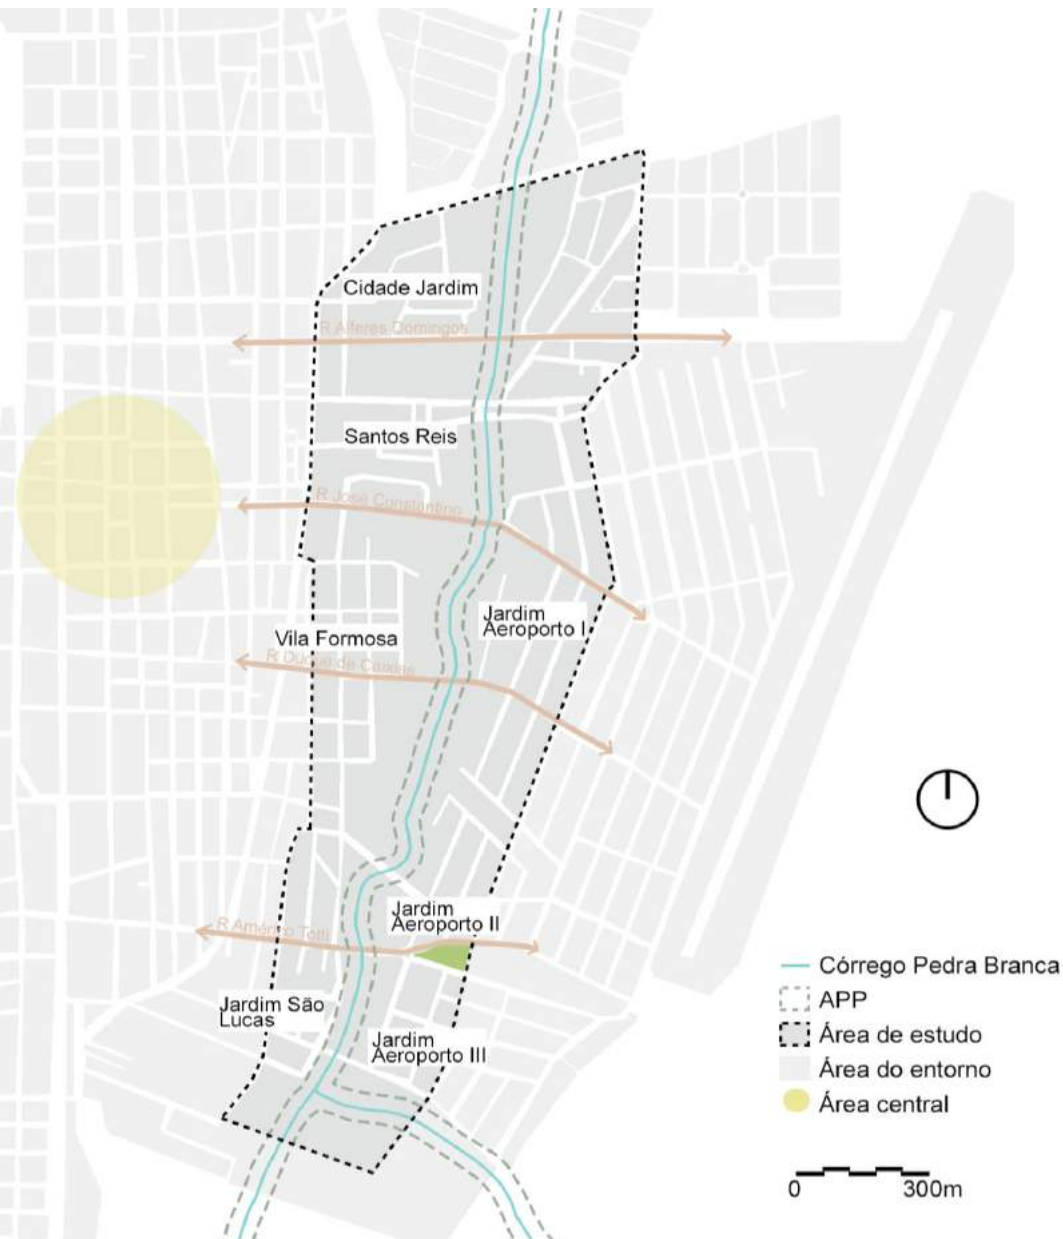 Cidade Jardim
R Alferes Domingos
Santos Reis
R José Constantino
Jardim
Aeroporto I
Vila Formosa
R Duque de Caxias
Jardim
Aeroporto II
R Américo Totti
Jardim São
Lucas
Jardim
Aeroporto III
Córrego Pedra Branca
APP
Área de estudo
Área do entorno
Área central
0 300m